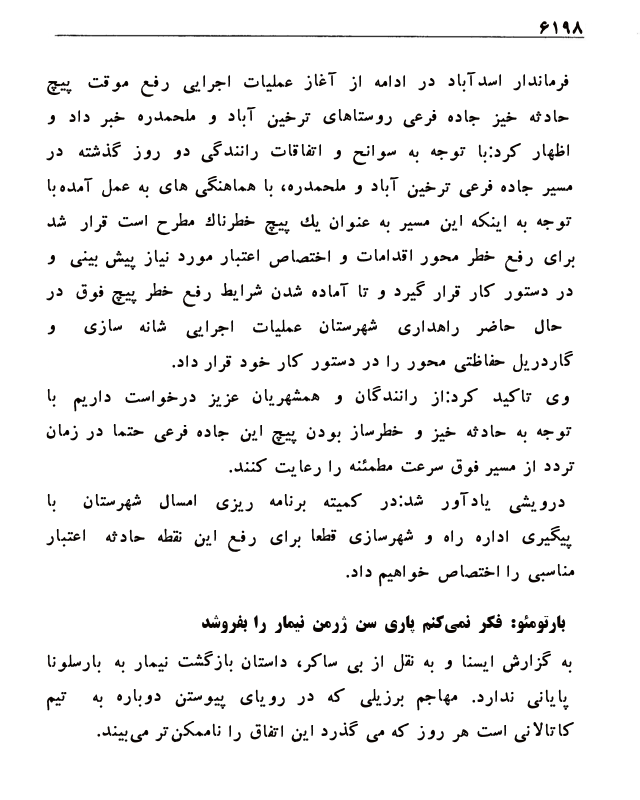 ۶۱۹۸
فرماندار اسدآباد در ادامه از آغاز عملیات اجرایی رفع موقت پیچ
حادثه خیز جاده فرعی روستاهای ترخین آباد و ملحمدره خبر داد و
اظهار کرد:با توجه به سوانح و اتفاقات رانندگی دو روز گذشته در
مسیر جاده فرعی ترخین آباد و ملحمدره، با هماهنگی های به عمل آمده با
توجه به اینکه این مسیر به عنوان یك پیچ خطرناك مطرح است قرار شد
برای رفع خطر محور اقدامات و اختصاص اعتبار مورد نیاز پیش بینی و
در دستور کار قرار گیرد و تا آماده شدن شرایط رفع خطر پیچ فوق در
حال حاضر راهداری شهرستان عملیات اجرایی شانه سازی و
گاردریل حفاظتی محور را در دستور کار خود قرار داد.
وی تاکید کرد:از رانندگان و همشهریان عزیز درخواست داریم با
توجه به حادثه خیز و خطرساز بودن پیچ این جاده فرعی حتما در زمان
تردد از مسیر فوق سرعت مطمئنه را رعایت کنند.
درویشی یادآور شد:در کمیته برنامه ریزی امسال شهرستان با
پیگیری اداره راه و شهرسازی قطعا برای رفع این نقطه حادثه اعتبار
مناسبی را اختصاص خواهیم داد.
بارتومئو: فکر نمی‌کنم پاری سن ژرمن نیمار را بفروشد
به گزارش ایسنا و به نقل از بی ساکر، داستان بازگشت نیمار به بارسلونا
پایانی ندارد. مهاجم برزیلی که در رویای پیوستن دوباره به تیم
کاتالانی است هر روز که می گذرد این اتفاق را ناممکن‌تر می‌بیند.